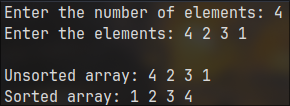 Enter the number of elements: 4
Enter the elements: 4 2 3 1

Unsorted array: 4 2 3 1
Sorted array: 1 2 3 4